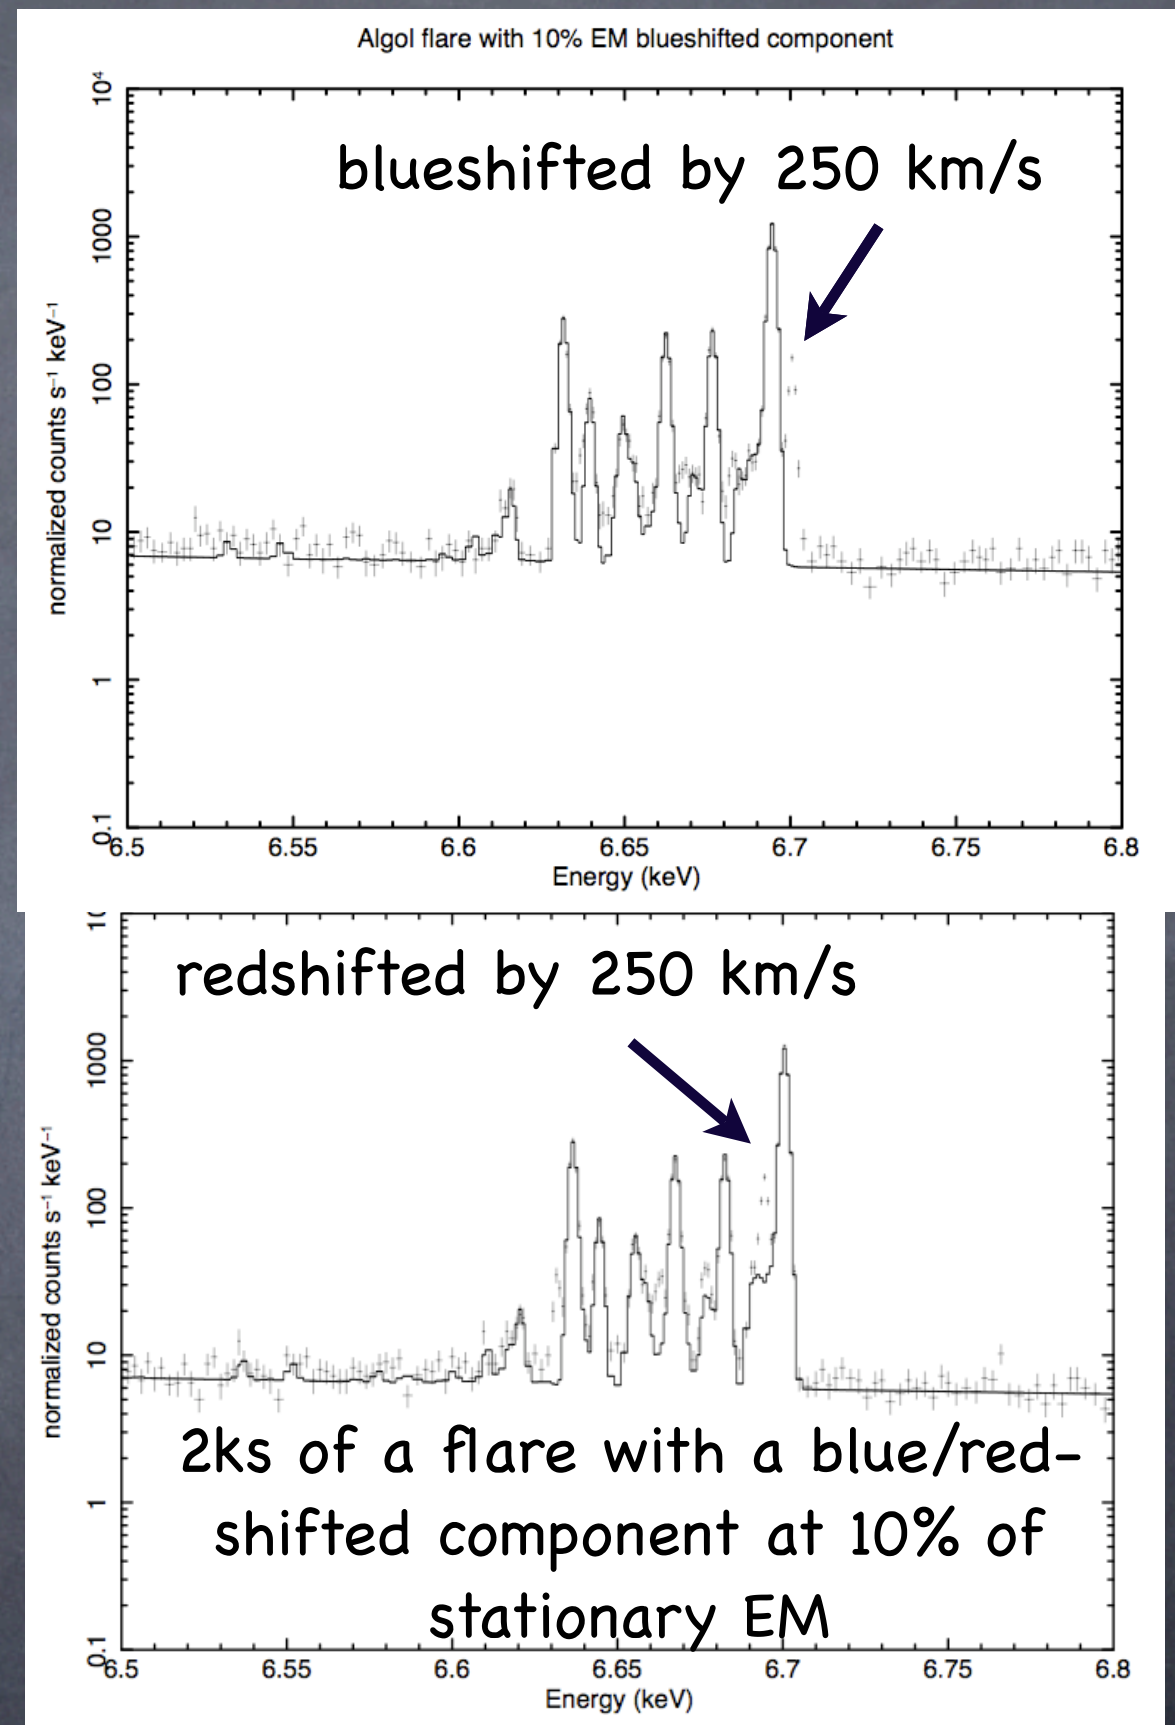 Algol flare with 10% EM blueshifted component
blueshifted by 250 km/s
10⁴
1000
100
10
1
0.1
normalized counts s⁻¹ keV⁻¹
6.5 6.55 6.6 6.65 6.7 6.75 6.8
Energy (keV)
redshifted by 250 km/s
1000
100
10
1
0.1
normalized counts s⁻¹ keV⁻¹
2ks of a flare with a blue/red-
shifted component at 10% of
stationary EM
6.5 6.55 6.6 6.65 6.7 6.75 6.8
Energy (keV)